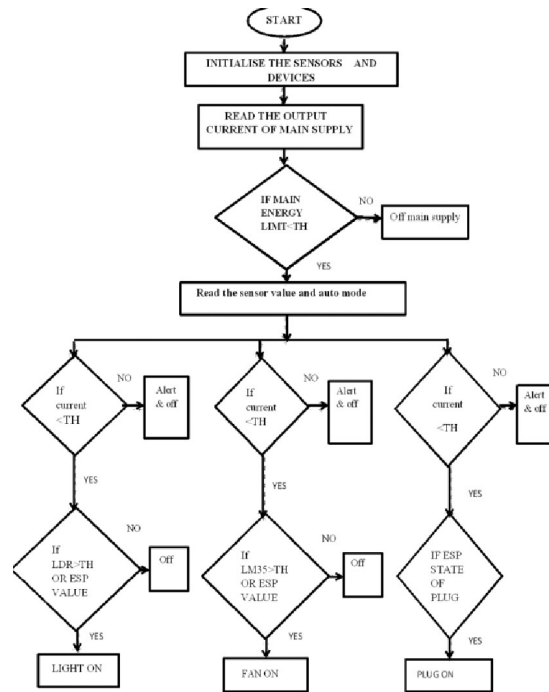 START
INITIALISE THE SENSORS AND
DEVICES
READ THE OUTPUT
CURRENT OF MAIN SUPPLY
IF MAIN
ENERGY
LIMT<TH
NO
Off main supply
YES
Read the sensor value and auto mode
If
current
<TH
NO
Alert
& off
YES
If
current
<TH
NO
Alert
& off
YES
If
current
<TH
NO
Alert
& off
YES
If
LDR>TH
OR ESP
VALUE
NO
Off
YES
If
LM35>TH
OR ESP
VALUE
NO
Off
YES
IF ESP
STATE
OF
PLUG
YES
LIGHT ON
FAN ON
PLUG ON